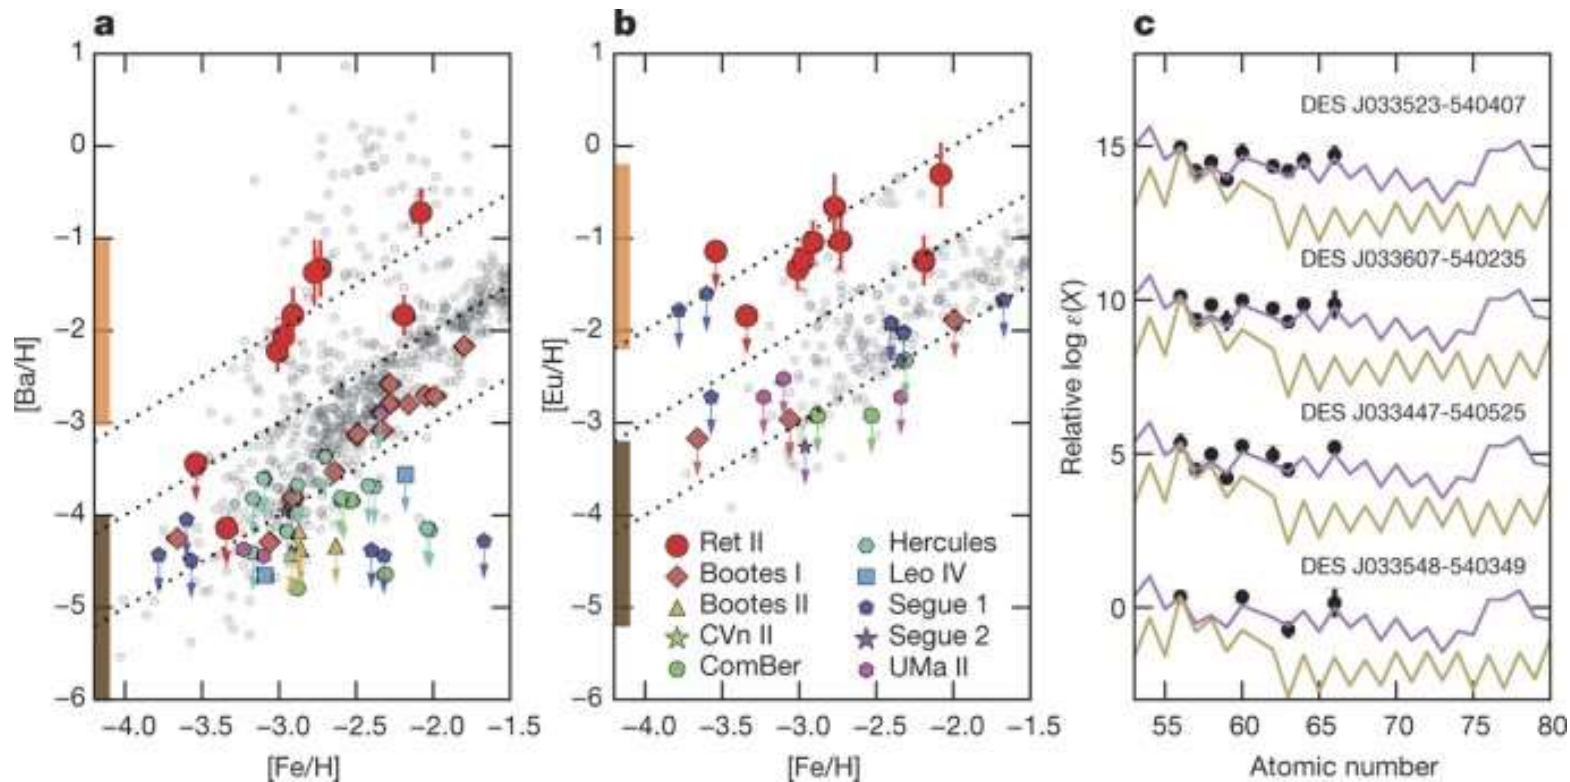 a
1
0
−1
−2
−3
−4
−5
−6
[Ba/H]
−4.0 −3.5 −3.0 −2.5 −2.0 −1.5
[Fe/H]
b
1
0
−1
−2
−3
−4
−5
−6
[Eu/H]
Ret II
Bootes I
Bootes II
CVn II
ComBer
Hercules
Leo IV
Segue 1
Segue 2
UMa II
−4.0 −3.5 −3.0 −2.5 −2.0 −1.5
[Fe/H]
c
DES J033523-540407
15
DES J033607-540235
10
DES J033447-540525
5
DES J033548-540349
0
Relative log ε(X)
55 60 65 70 75 80
Atomic number